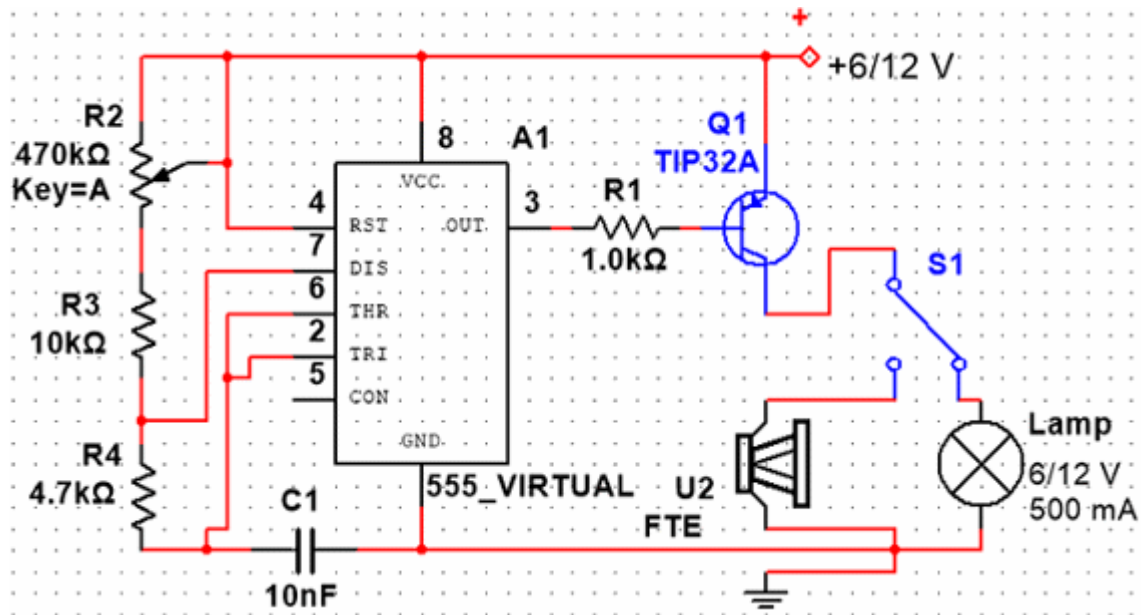 +
+6/12 V
R2
470kΩ
Key=A
8
A1
VCC
Q1
TIP32A
4
RST
OUT
3
R1
1.0kΩ
7
DIS
6
THR
2
TRI
5
CON
GND
S1
R3
10kΩ
R4
4.7kΩ
C1
10nF
555_VIRTUAL
U2
FTE
Lamp
6/12 V
500 mA